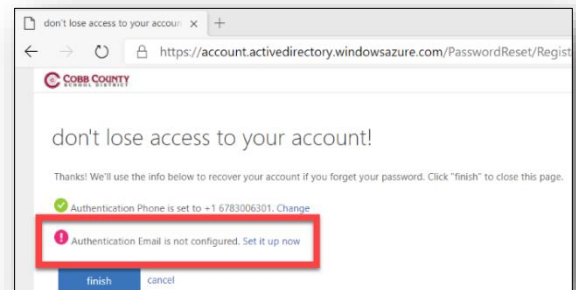 don't lose access to your accoun
https://account.activedirectory.windowsazure.com/PasswordReset/Regist
COBB COUNTY
SCHOOL DISTRICT
don't lose access to your account!
Thanks! We'll use the info below to recover your account if you forget your password. Click "finish" to close this page.
Authentication Phone is set to +1 6783006301. Change
Authentication Email is not configured. Set it up now
finish cancel